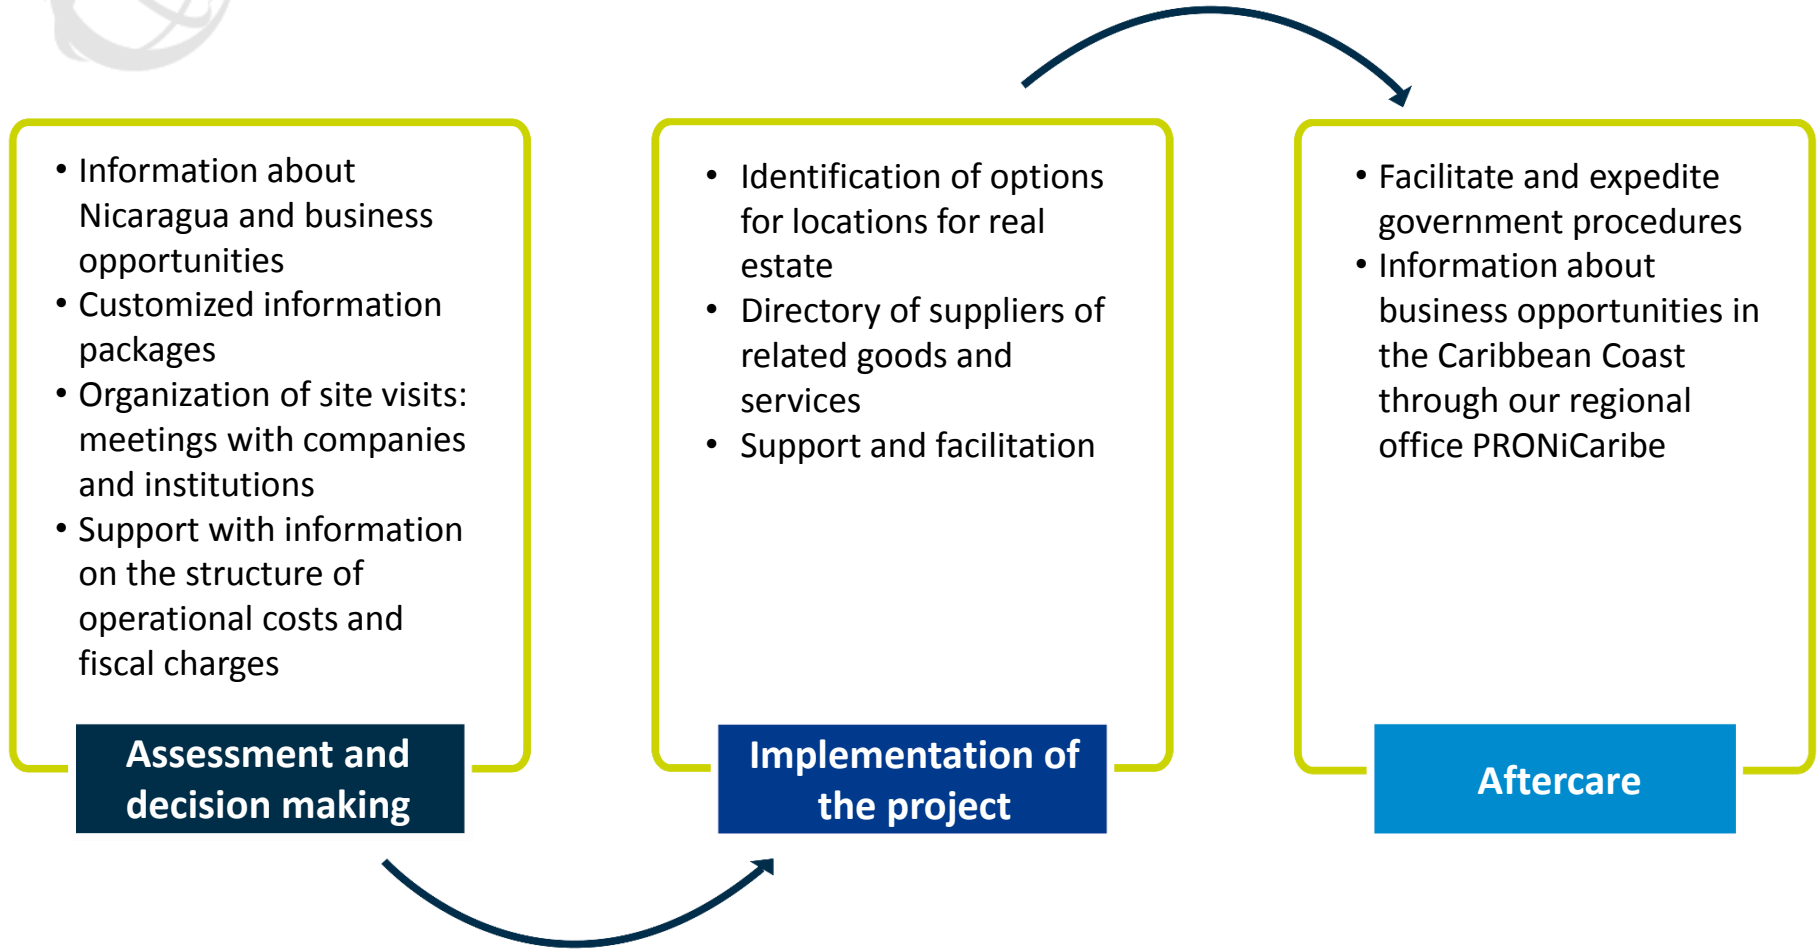 • Information about
Nicaragua and business
opportunities
• Customized information
packages
• Organization of site visits:
meetings with companies
and institutions
• Support with information
on the structure of
operational costs and
fiscal charges
Assessment and
decision making
• Identification of options
for locations for real
estate
• Directory of suppliers of
related goods and
services
• Support and facilitation
Implementation of
the project
• Facilitate and expedite
government procedures
• Information about
business opportunities in
the Caribbean Coast
through our regional
office PRONiCaribe
Aftercare